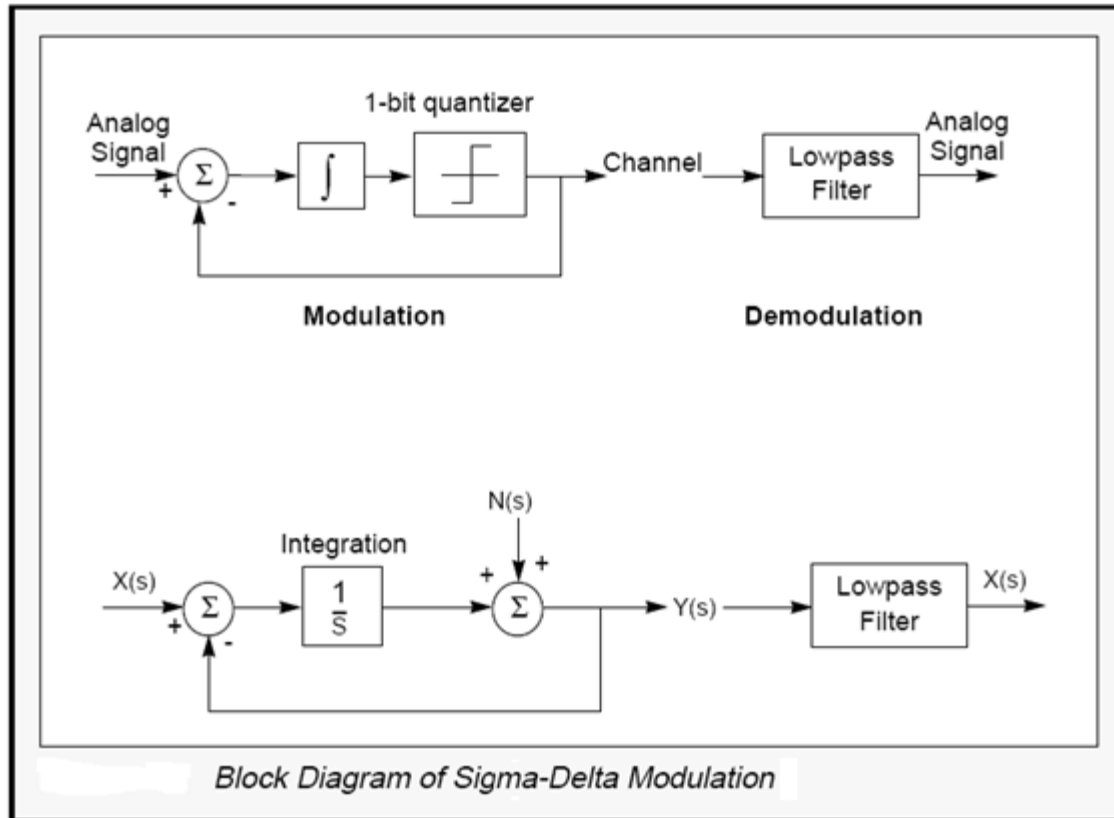 1-bit quantizer
Analog
Signal
+
Σ
-
∫
Channel
Lowpass
Filter
Analog
Signal
Modulation
Demodulation
N(s)
Integration
X(s)
+
Σ
-
1
S
+
+
Σ
Y(s)
Lowpass
Filter
X(s)
Block Diagram of Sigma-Delta Modulation